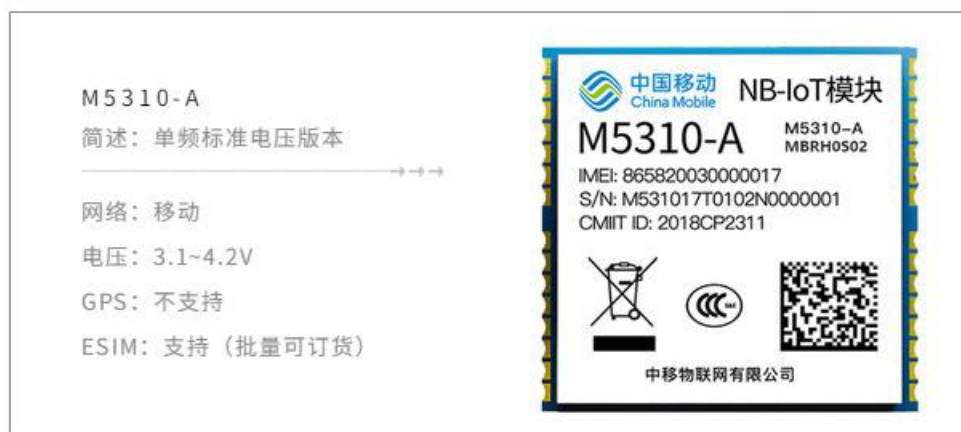 M5310-A
简述：单频标准电压版本
网络：移动
电压：3.1~4.2V
GPS：不支持
ESIM：支持（批量可订货）
中国移动
China Mobile
NB-IoT模块
M5310-A
M5310-A
MBRH0S02
IMEI: 865820030000017
S/N: M531017T0102N0000001
CMIIT ID: 2018CP2311
中移物联网有限公司